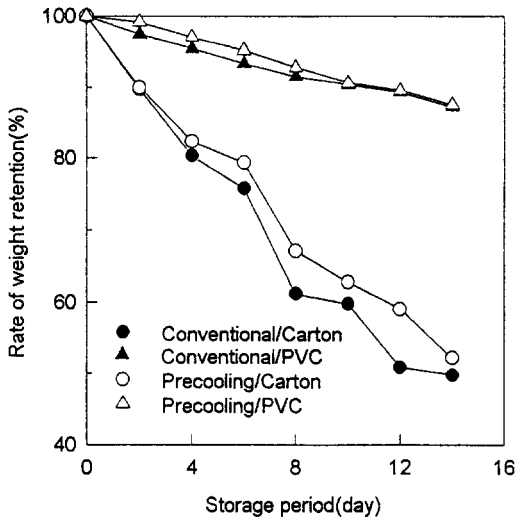 100
80
60
40
Rate of weight retention(%)
Conventional/Carton
Conventional/PVC
Precooling/Carton
Precooling/PVC
0 4 8 12 16
Storage period(day)